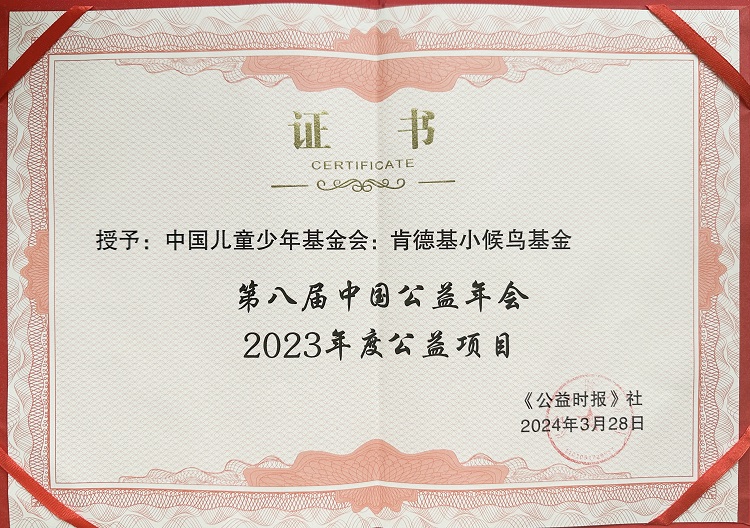 证 书
CERTIFICATE
授予：中国儿童少年基金会：肯德基小候鸟基金
第八届中国公益年会
2023年度公益项目
《公益时报》社
2024年3月28日